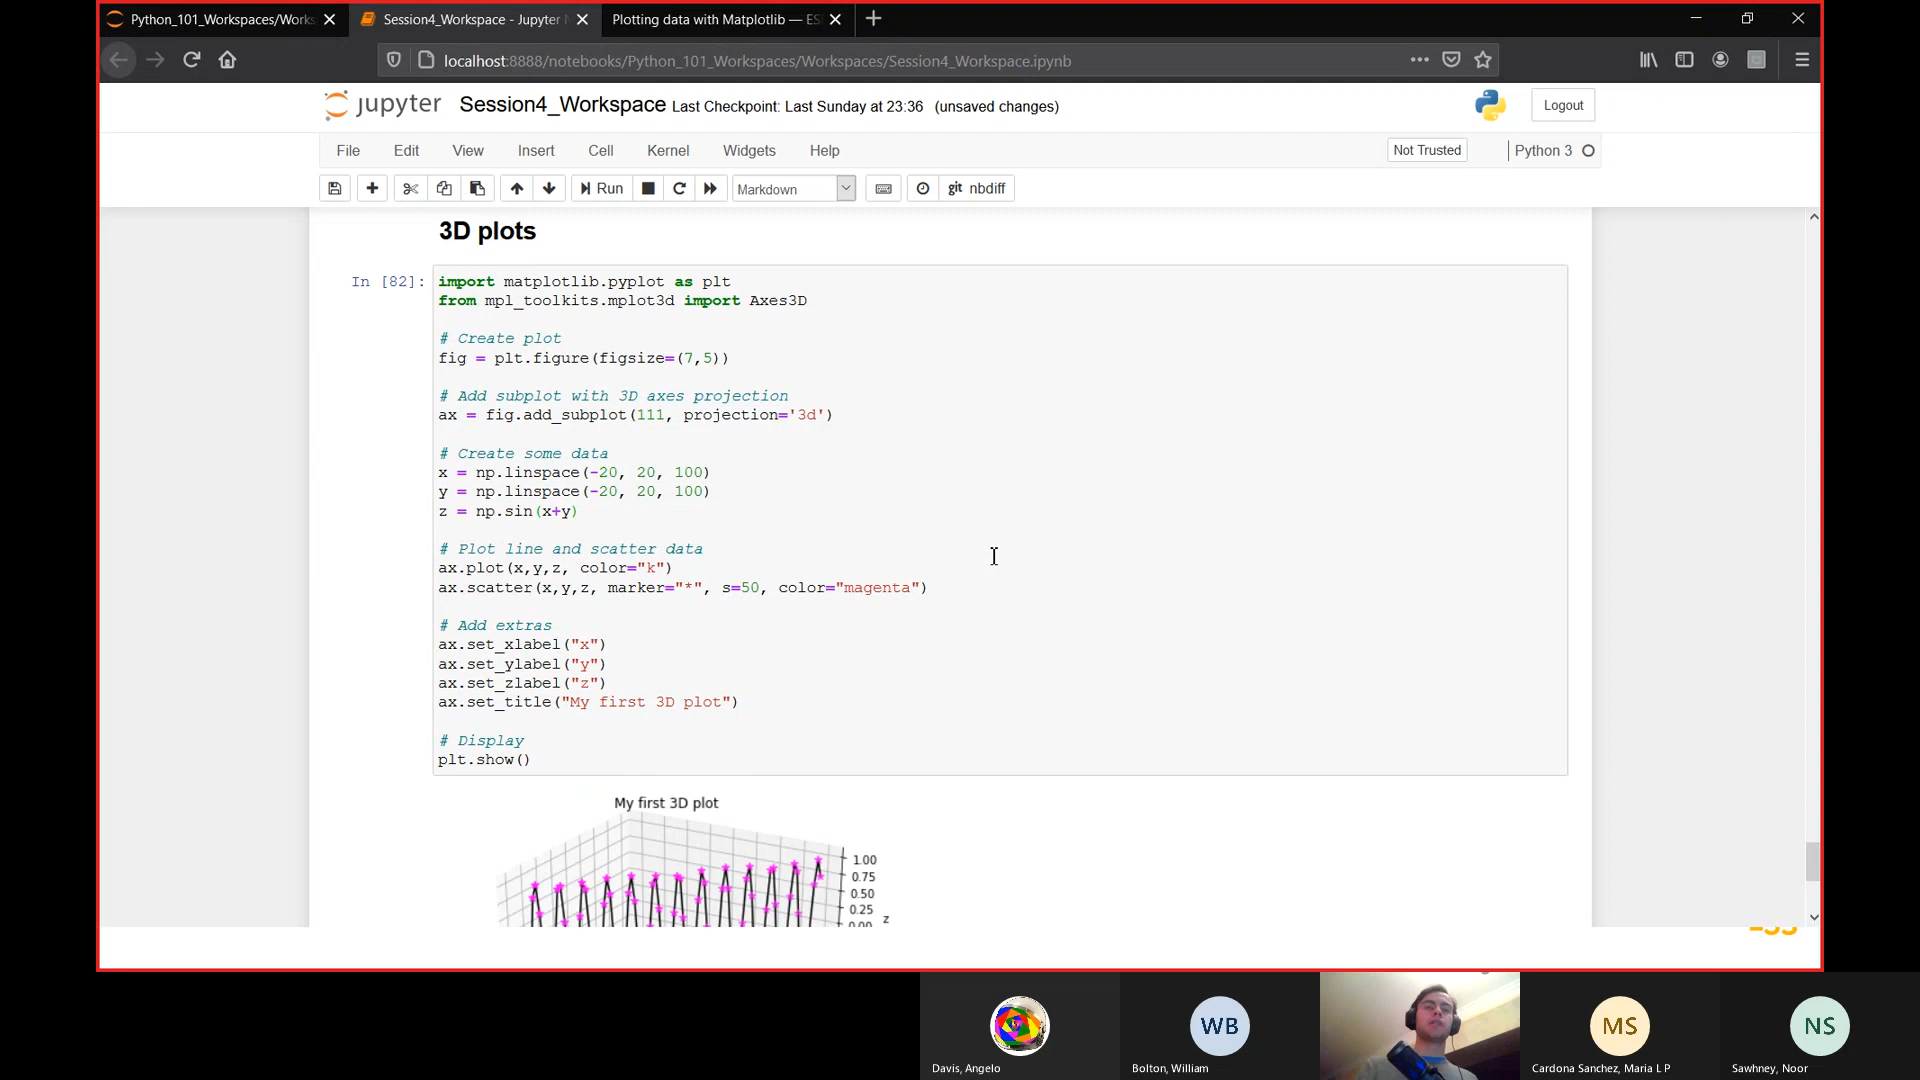 Python_101_Workspaces/Works
Session4_Workspace - Jupyter N
Plotting data with Matplotlib — ES
localhost:8888/notebooks/Python_101_Workspaces/Workspaces/Session4_Workspace.ipynb
jupyter Session4_Workspace Last Checkpoint: Last Sunday at 23:36 (unsaved changes)
Logout
File Edit View Insert Cell Kernel Widgets Help
Not Trusted
Python 3
Run
Markdown
git nbdiff
3D plots
In [82]:
import matplotlib.pyplot as plt
from mpl_toolkits.mplot3d import Axes3D
# Create plot
fig = plt.figure(figsize=(7,5))
# Add subplot with 3D axes projection
ax = fig.add_subplot(111, projection='3d')
# Create some data
x = np.linspace(-20, 20, 100)
y = np.linspace(-20, 20, 100)
z = np.sin(x+y)
# Plot line and scatter data
ax.plot(x,y,z, color="k")
ax.scatter(x,y,z, marker="*", s=50, color="magenta")
# Add extras
ax.set_xlabel("x")
ax.set_ylabel("y")
ax.set_zlabel("z")
ax.set_title("My first 3D plot")
# Display
plt.show()
My first 3D plot
1.00
0.75
0.50
0.25
0.00
z
WB
MS
NS
Davis, Angelo
Bolton, William
Cardona Sanchez, Maria L P
Sawhney, Noor